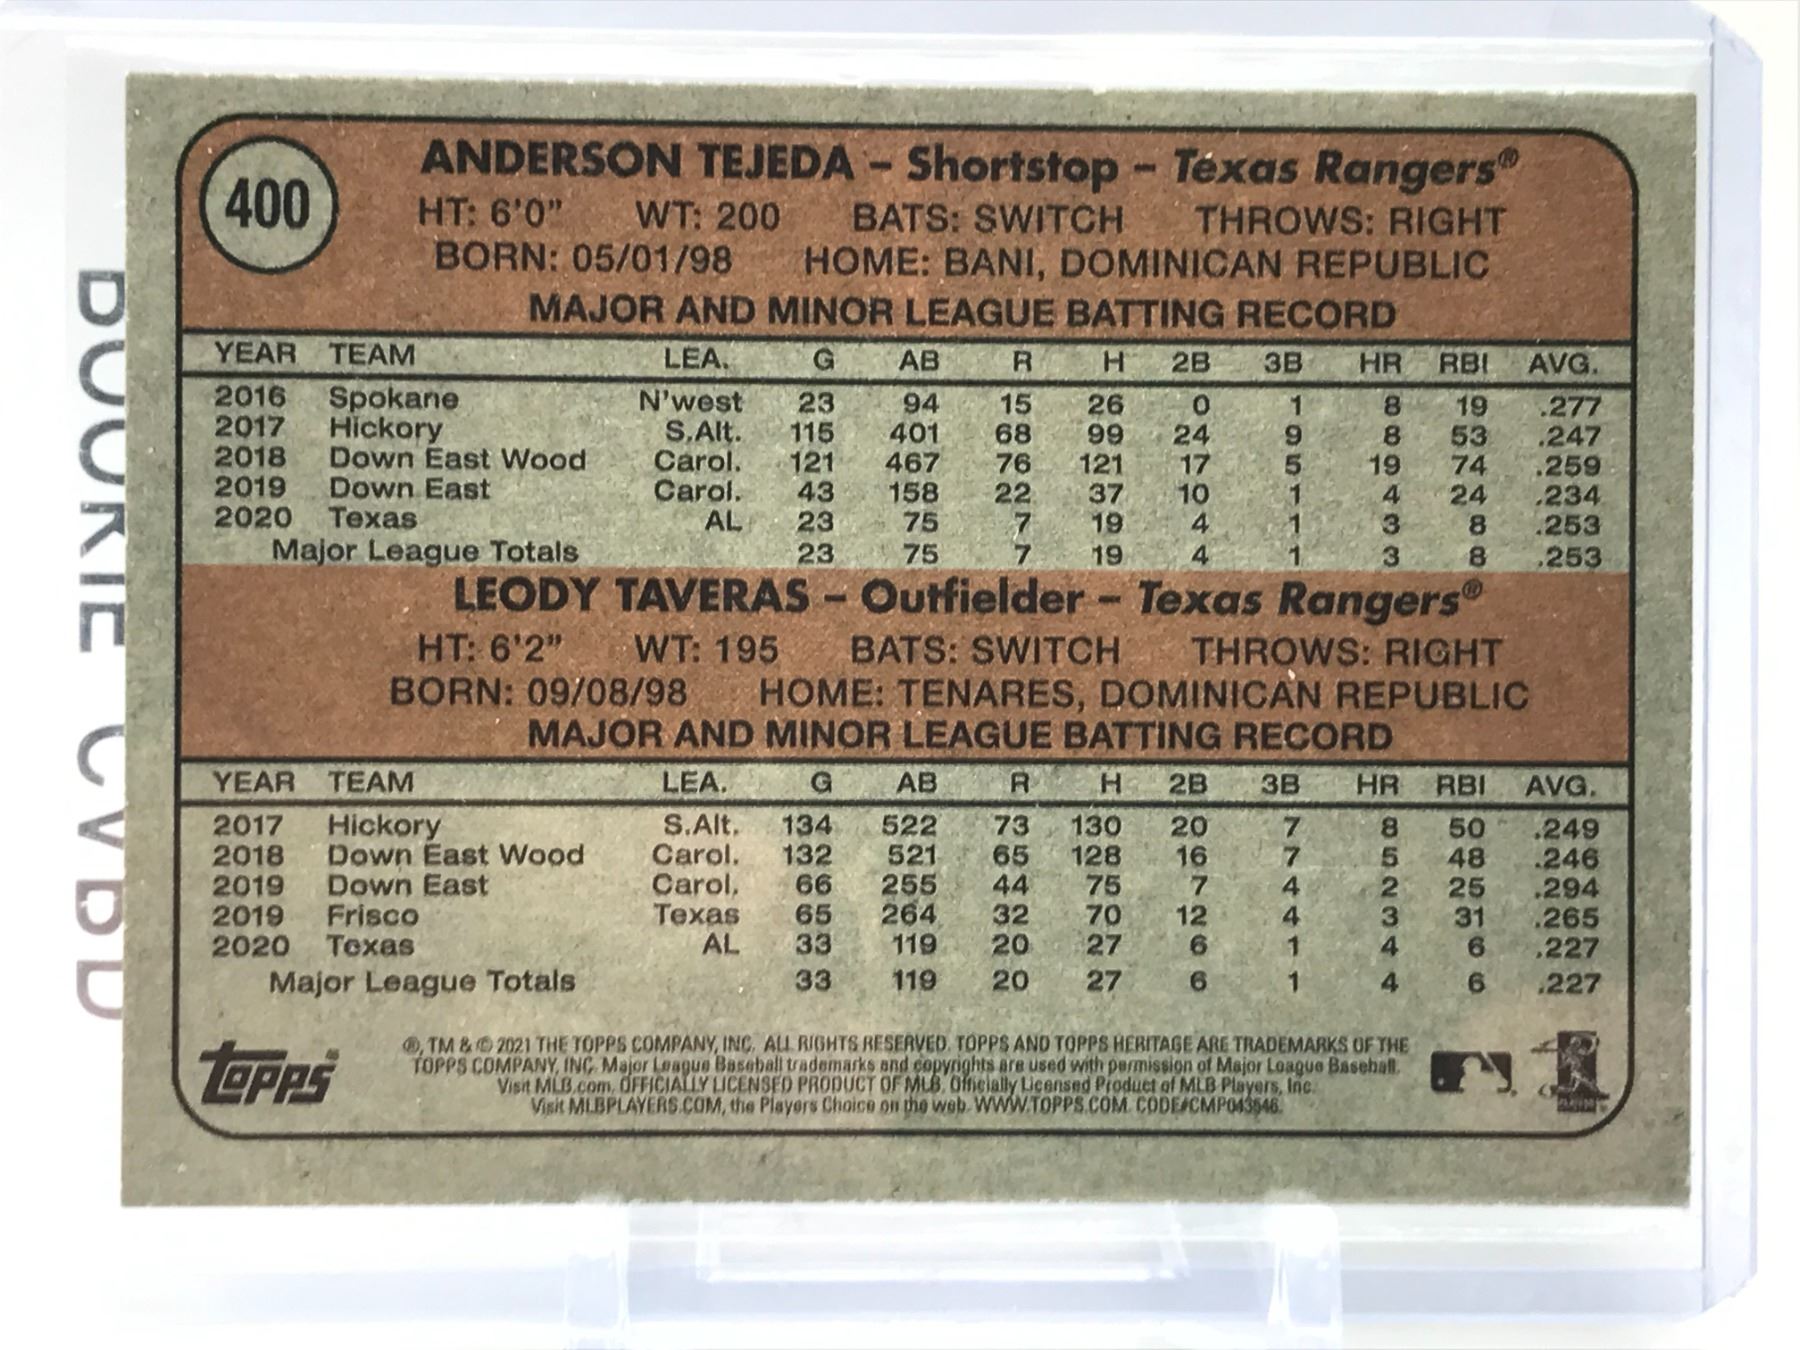 400
ANDERSON TEJEDA – Shortstop – Texas Rangers®
HT: 6'0" WT: 200 BATS: SWITCH THROWS: RIGHT
BORN: 05/01/98 HOME: BANI, DOMINICAN REPUBLIC
MAJOR AND MINOR LEAGUE BATTING RECORD
YEAR TEAM LEA. G AB R H 2B 3B HR RBI AVG.
2016 Spokane N'west 23 94 15 26 0 1 8 19 .277
2017 Hickory S.Alt. 115 401 68 99 24 9 8 53 .247
2018 Down East Wood Carol. 121 467 76 121 17 5 19 74 .259
2019 Down East Carol. 43 158 22 37 10 1 4 24 .234
2020 Texas AL 23 75 7 19 4 1 3 8 .253
Major League Totals 23 75 7 19 4 1 3 8 .253
LEODY TAVERAS – Outfielder – Texas Rangers®
HT: 6'2" WT: 195 BATS: SWITCH THROWS: RIGHT
BORN: 09/08/98 HOME: TENARES, DOMINICAN REPUBLIC
MAJOR AND MINOR LEAGUE BATTING RECORD
YEAR TEAM LEA. G AB R H 2B 3B HR RBI AVG.
2017 Hickory S.Alt. 134 522 73 130 20 7 8 50 .249
2018 Down East Wood Carol. 132 521 65 128 16 7 5 48 .246
2019 Down East Carol. 66 255 44 75 7 4 2 25 .294
2019 Frisco Texas 65 264 32 70 12 4 3 31 .265
2020 Texas AL 33 119 20 27 6 1 4 6 .227
Major League Totals 33 119 20 27 6 1 4 6 .227
topps
®, TM & © 2021 THE TOPPS COMPANY, INC. ALL RIGHTS RESERVED. TOPPS AND TOPPS HERITAGE ARE TRADEMARKS OF THE
TOPPS COMPANY, INC. Major League Baseball trademarks and copyrights are used with permission of Major League Baseball.
Visit MLB.com. OFFICIALLY LICENSED PRODUCT OF MLB. Officially Licensed Product of MLB Players, Inc.
Visit MLBPLAYERS.COM, the Players Choice on the web. WWW.TOPPS.COM. CODE#CMP043546.